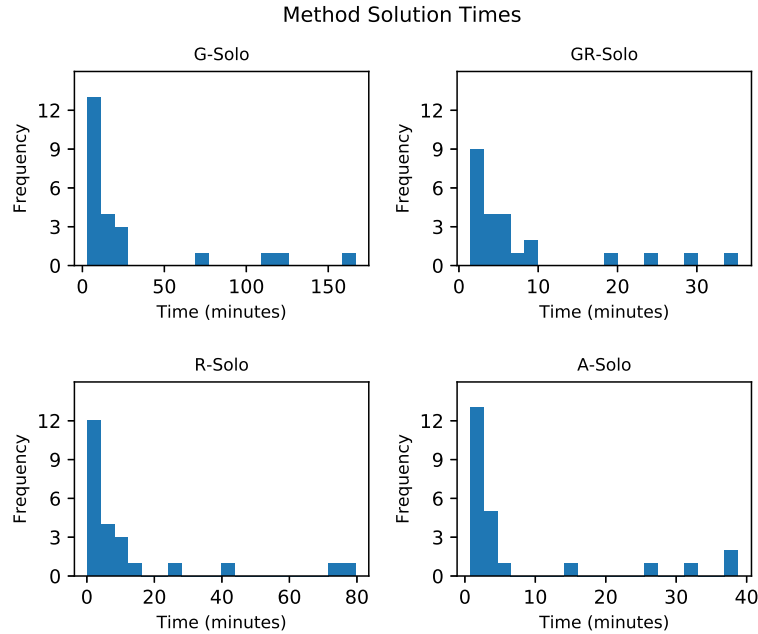 Method Solution Times
G-Solo
Frequency
12
9
6
3
0
0 50 100 150
Time (minutes)
GR-Solo
Frequency
12
9
6
3
0
0 10 20 30
Time (minutes)
R-Solo
Frequency
12
9
6
3
0
0 20 40 60 80
Time (minutes)
A-Solo
Frequency
12
9
6
3
0
0 10 20 30 40
Time (minutes)